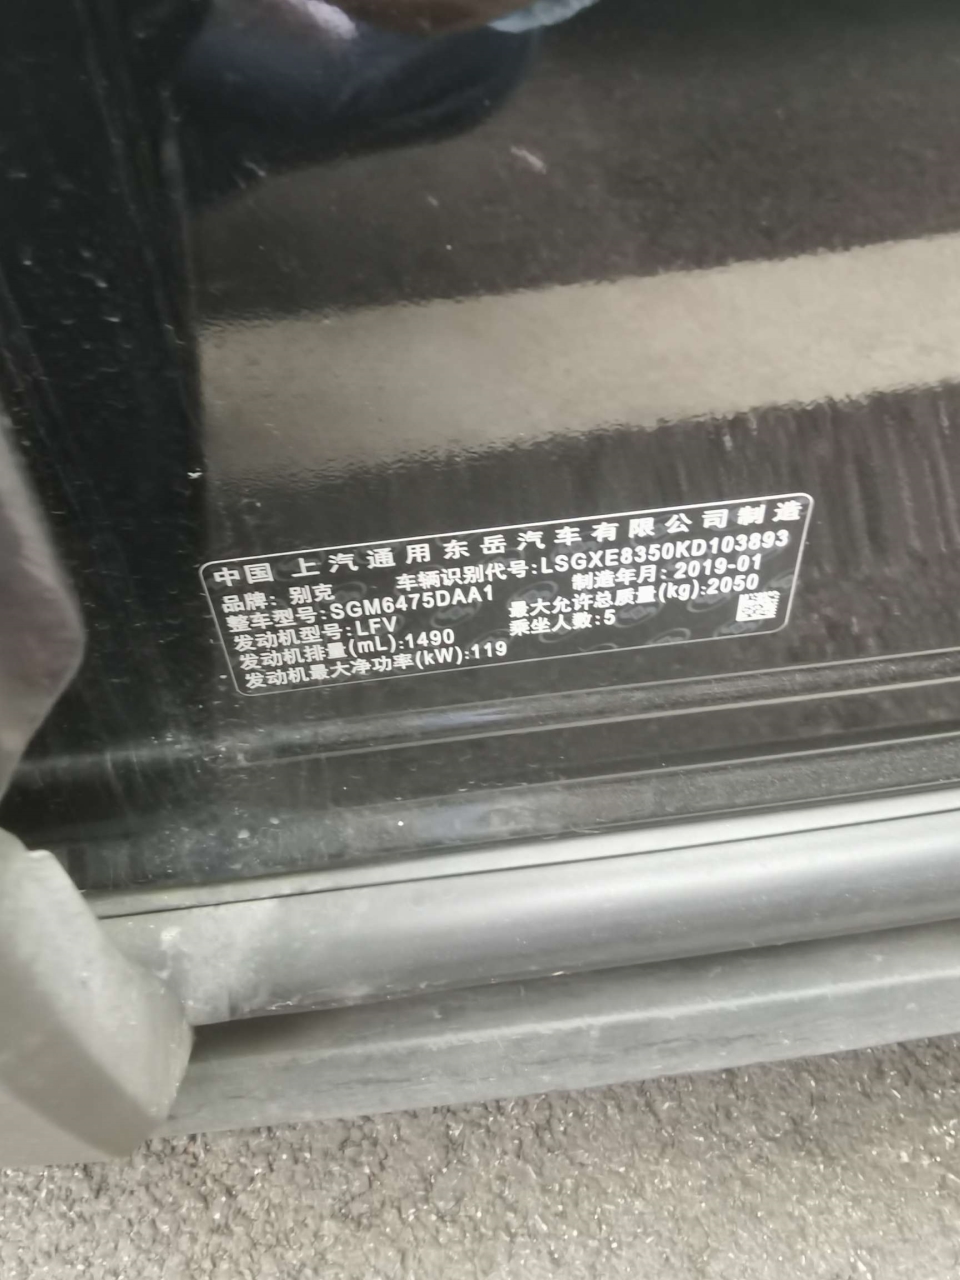 中国 上汽通用东岳汽车有限公司制造
品牌：别克 车辆识别代号：LSGXE8350KD103893
整车型号：SGM6475DAA1 制造年月：2019-01
发动机型号：LFV 最大允许总质量(kg)：2050
发动机排量(mL)：1490 乘坐人数：5
发动机最大净功率(kW)：119